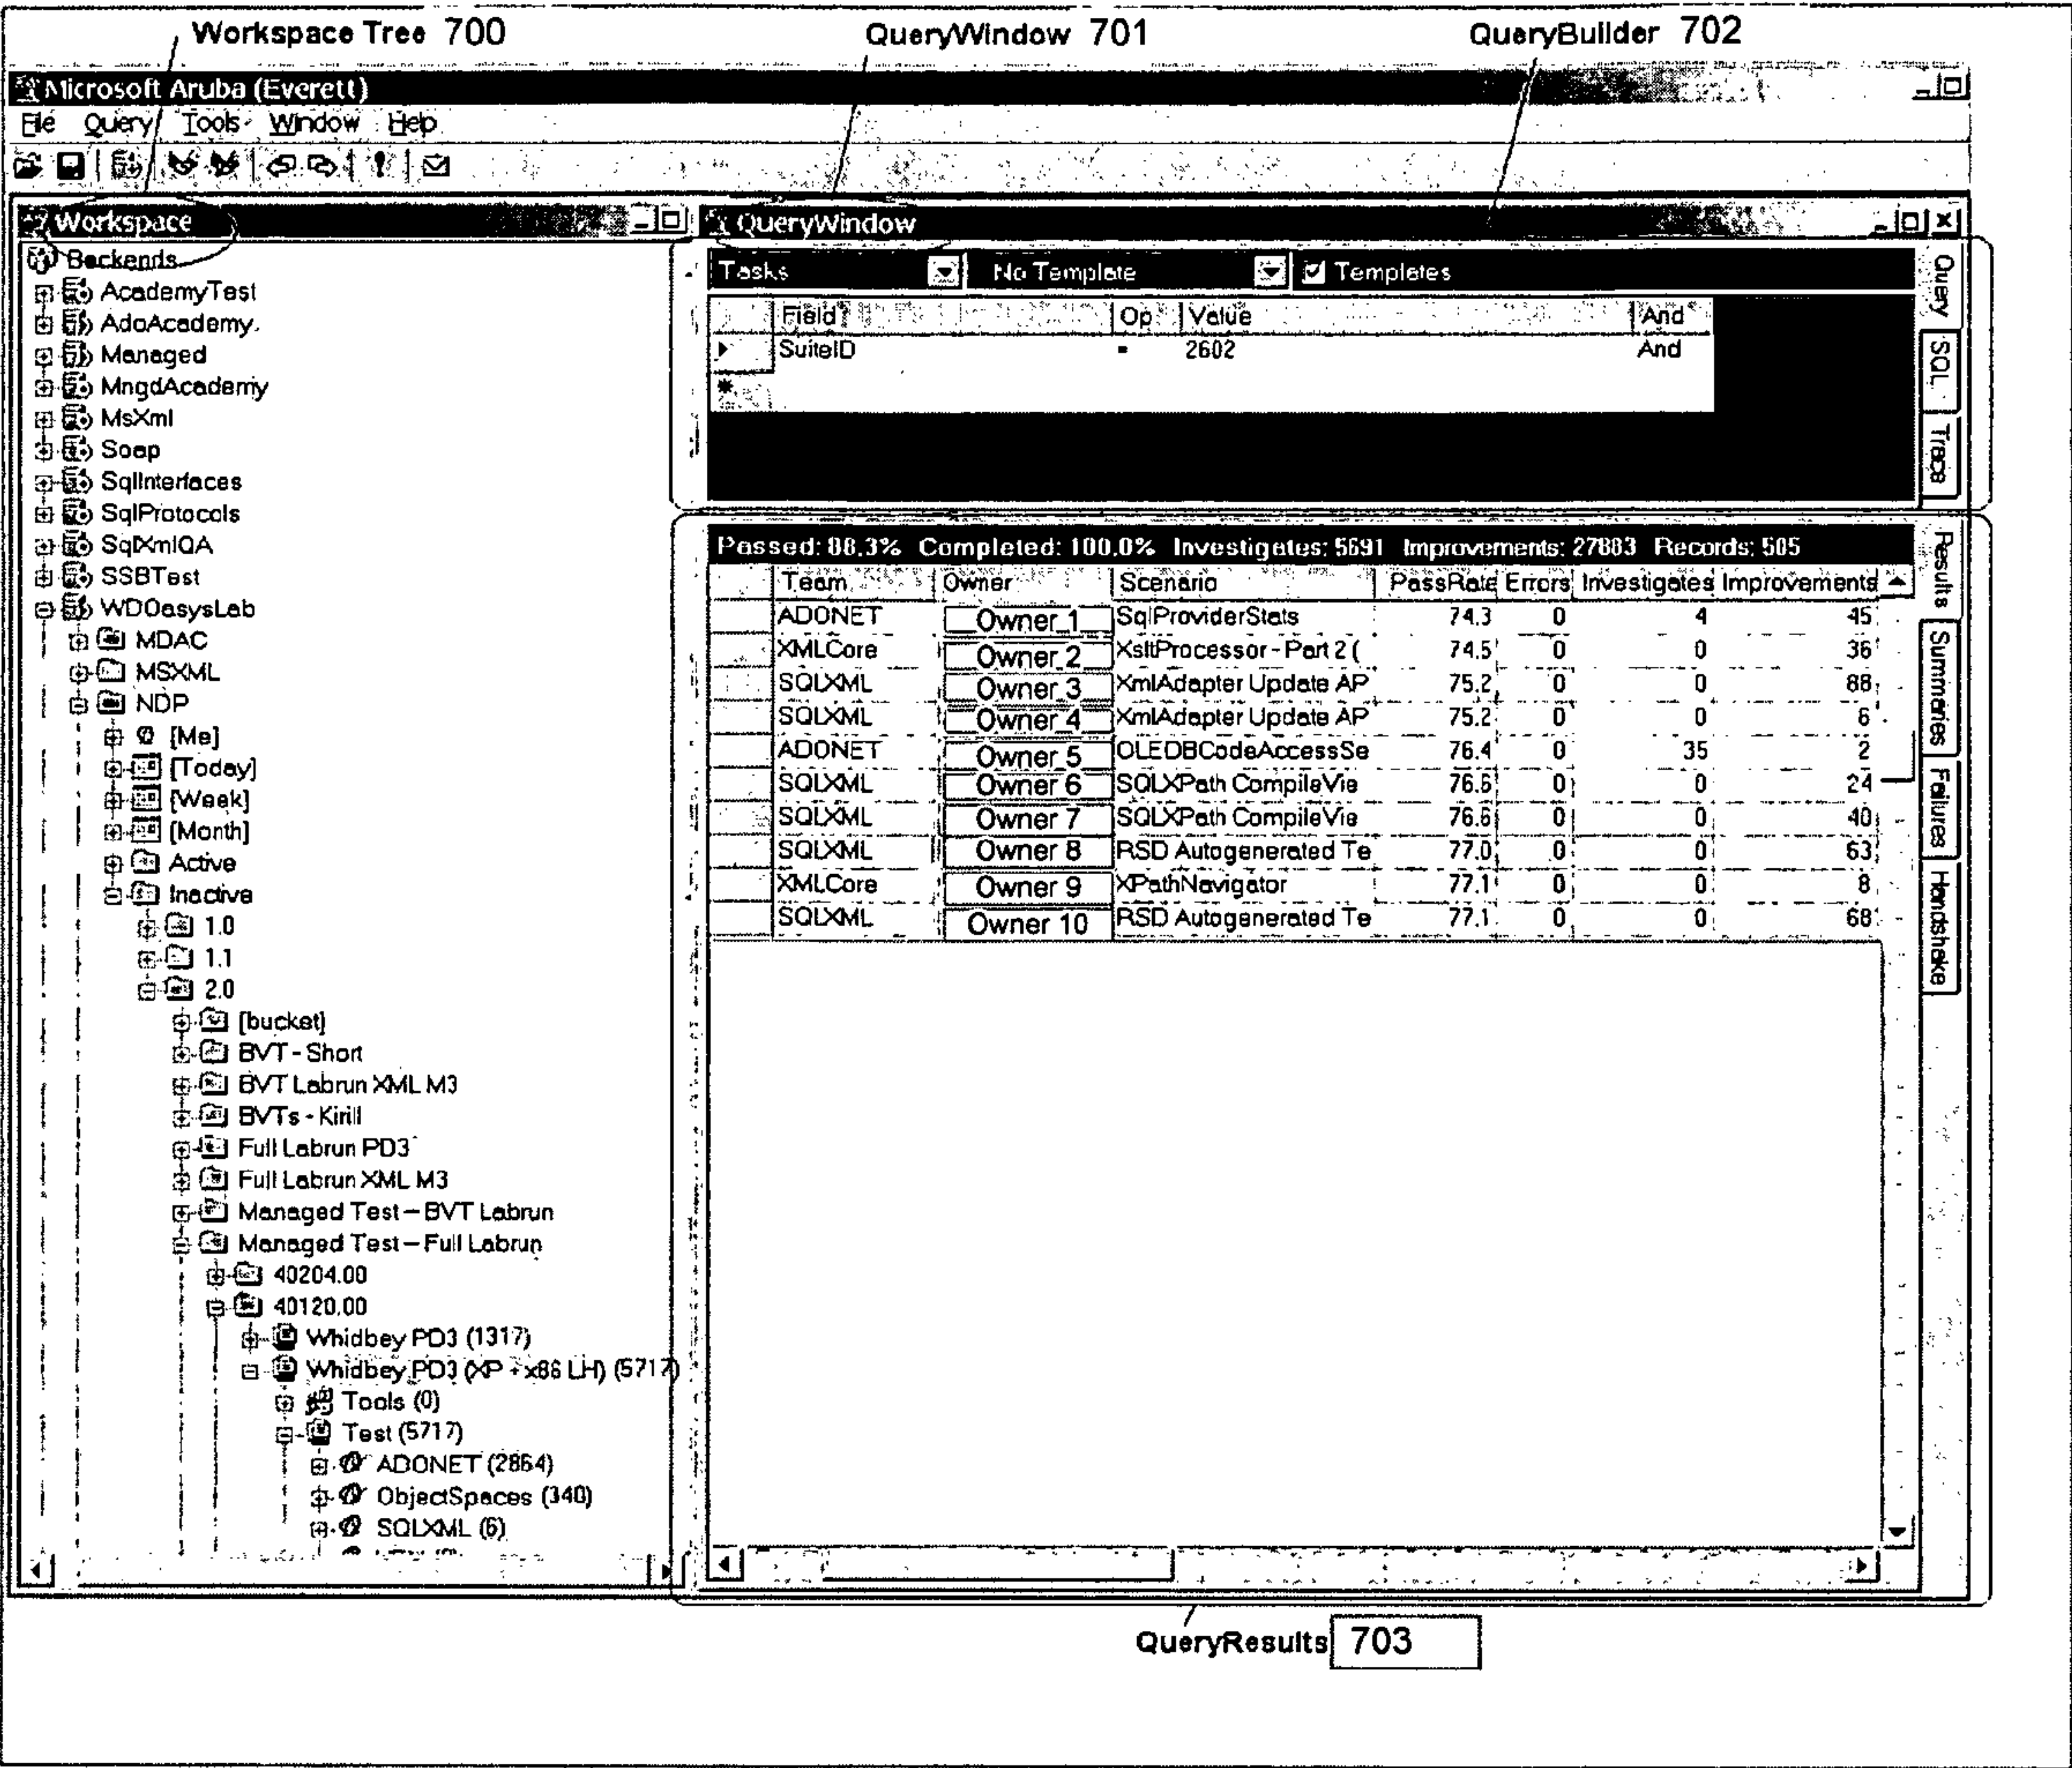 Workspace Tree 700
QueryWindow 701
QueryBuilder 702
Microsoft Aruba (Everett)
File Query Tools Window Help
Workspace
Backends
AcademyTest
AdoAcademy
Managed
MngdAcademy
MsXml
Soap
SqlInterfaces
SqlProtocols
SqlXmlQA
SSBTest
WDOasysLab
MDAC
MSXML
NDP
[Me]
[Today]
[Week]
[Month]
Active
Inactive
1.0
1.1
2.0
[bucket]
BVT - Short
BVT Labrun XML M3
BVTs - Kirill
Full Labrun PD3
Full Labrun XML M3
Managed Test - BVT Labrun
Managed Test - Full Labrun
40204.00
40120.00
Whidbey PD3 (1317)
Whidbey PD3 (XP + x86 LH) (5717)
Tools (0)
Test (5717)
ADONET (2864)
ObjectSpaces (340)
SQLXML (6)
QueryWindow
Tasks No Template Templates
Field Op Value And
SuiteID = 2602 And
Query
SQL
Trace
Passed: 88.3% Completed: 100.0% Investigates: 5691 Improvements: 27883 Records: 505
Team Owner Scenario PassRate Errors Investigates Improvements
ADONET Owner 1 SqlProviderStats 74.3 0 4 45
XMLCore Owner 2 XsltProcessor - Part 2 ( 74.5 0 0 36
SQLXML Owner 3 XmlAdapter Update AP 75.2 0 0 88
SQLXML Owner 4 XmlAdapter Update AP 75.2 0 0 6
ADONET Owner 5 OLEDBCodeAccessSe 76.4 0 35 2
SQLXML Owner 6 SQLXPath CompileVie 76.6 0 0 24
SQLXML Owner 7 SQLXPath CompileVie 76.6 0 0 40
SQLXML Owner 8 RSD Autogenerated Te 77.0 0 0 63
XMLCore Owner 9 XPathNavigator 77.1 0 0 8
SQLXML Owner 10 RSD Autogenerated Te 77.1 0 0 68
Results
Summaries
Failures
Handshake
QueryResults 703